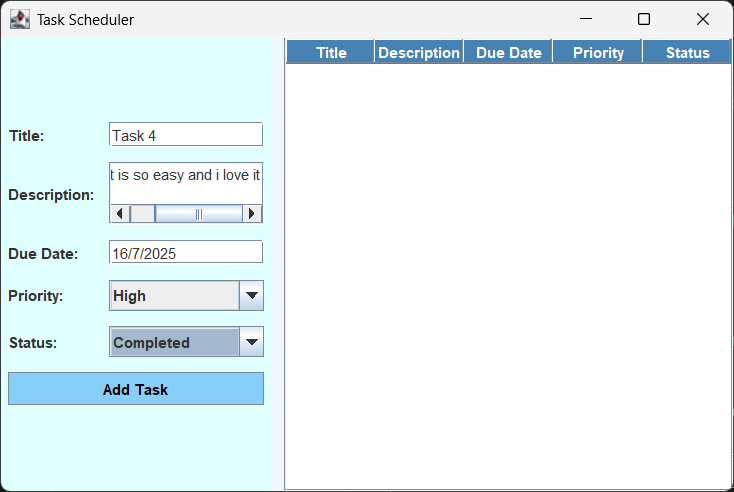 Task Scheduler
Title Description Due Date Priority Status
Title: Task 4
Description: t is so easy and i love it
Due Date: 16/7/2025
Priority: High
Status: Completed
Add Task